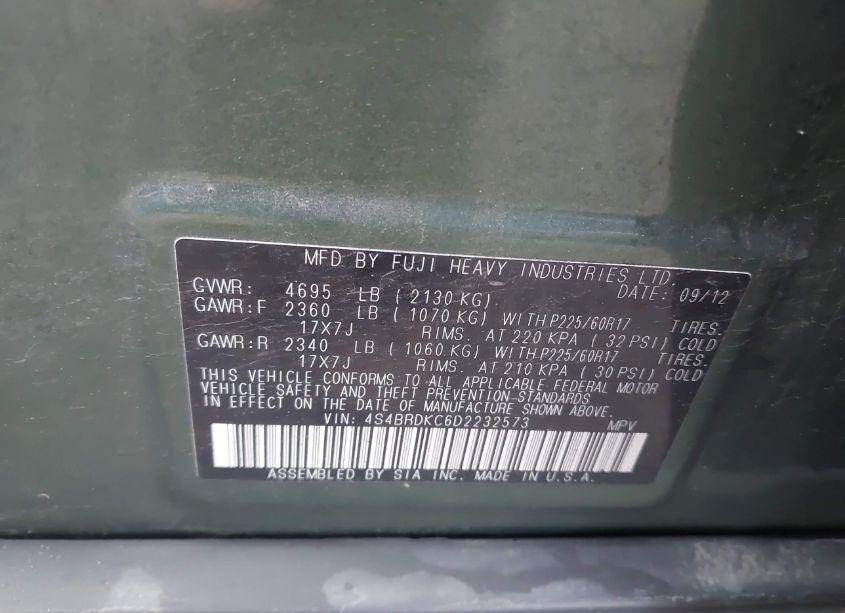 MFD BY FUJI HEAVY INDUSTRIES LTD.
GVWR: 4695 LB ( 2130 KG) DATE: 09/12
GAWR:F 2360 LB ( 1070 KG) WITH P225/60R17 TIRES.
17X7J RIMS. AT 220 KPA ( 32 PSI) COLD
GAWR:R 2340 LB ( 1060 KG) WITH P225/60R17 TIRES.
17X7J RIMS. AT 210 KPA ( 30 PSI) COLD.
THIS VEHICLE CONFORMS TO ALL APPLICABLE FEDERAL MOTOR
VEHICLE SAFETY AND THEFT PREVENTION STANDARDS
IN EFFECT ON THE DATE OF MANUFACTURE SHOWN ABOVE.
VIN: 4S4BRDKC6D2232573 MPV
ASSEMBLED BY SIA INC. MADE IN U.S.A.